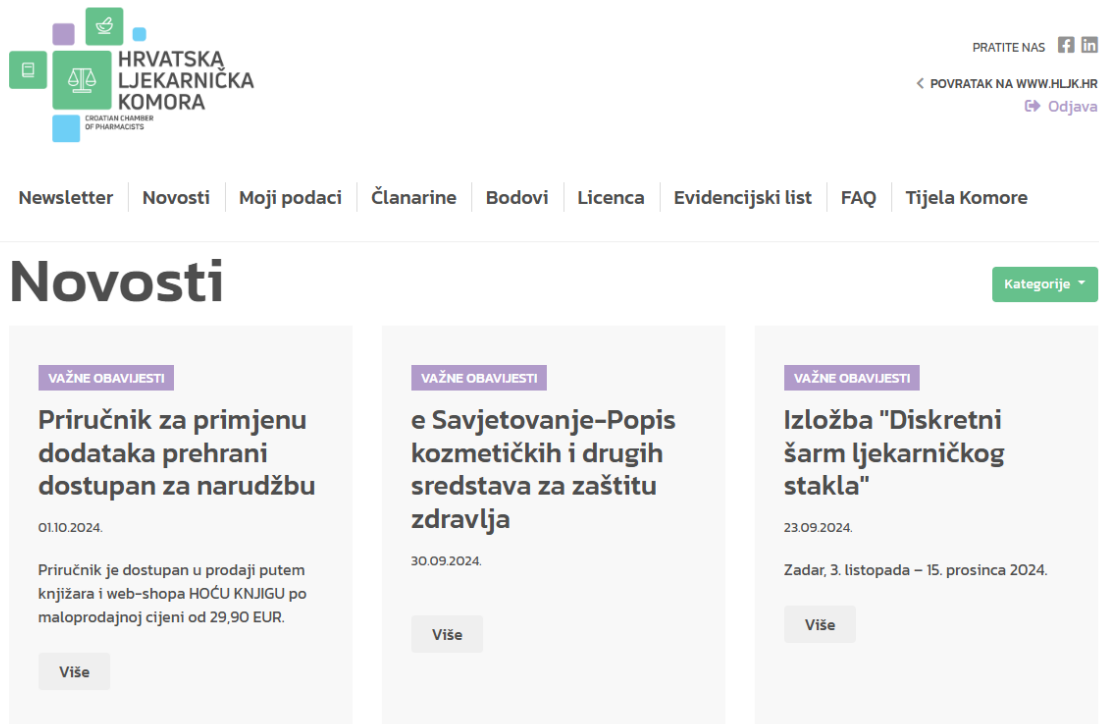 HRVATSKA
LJEKARNIČKA
KOMORA
CROATIAN CHAMBER
OF PHARMACISTS
PRATITE NAS
POVRATAK NA WWW.HLJK.HR
Odjava
Newsletter Novosti Moji podaci Članarine Bodovi Licenca Evidencijski list FAQ Tijela Komore
Novosti
Kategorije
VAŽNE OBAVIJESTI
Priručnik za primjenu
dodataka prehrani
dostupan za narudžbu
01.10.2024.
Priručnik je dostupan u prodaji putem
knjižara i web-shopa HOĆU KNJIGU po
maloprodajnoj cijeni od 29,90 EUR.
Više
VAŽNE OBAVIJESTI
e Savjetovanje-Popis
kozmetičkih i drugih
sredstava za zaštitu
zdravlja
30.09.2024.
Više
VAŽNE OBAVIJESTI
Izložba "Diskretni
šarm ljekarničkog
stakla"
23.09.2024.
Zadar, 3. listopada – 15. prosinca 2024.
Više